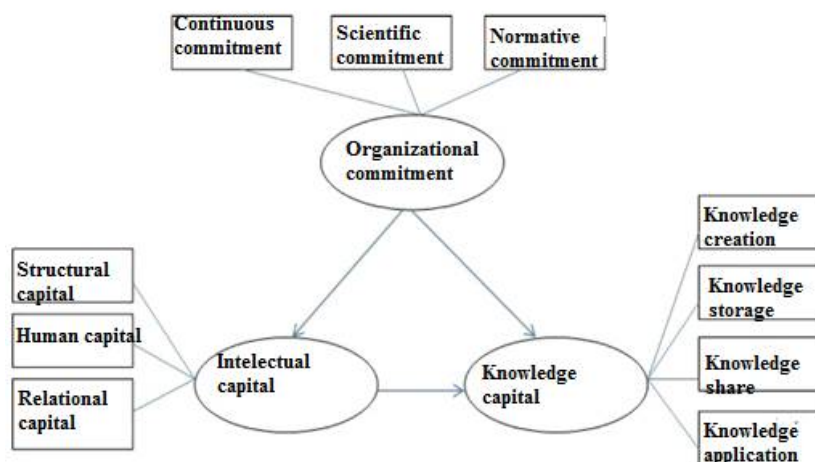 Continuous
commitment
Scientific
commitment
Normative
commitment
Organizational
commitment
Structural
capital
Human capital
Relational
capital
Intelectual
capital
Knowledge
capital
Knowledge
creation
Knowledge
storage
Knowledge
share
Knowledge
application